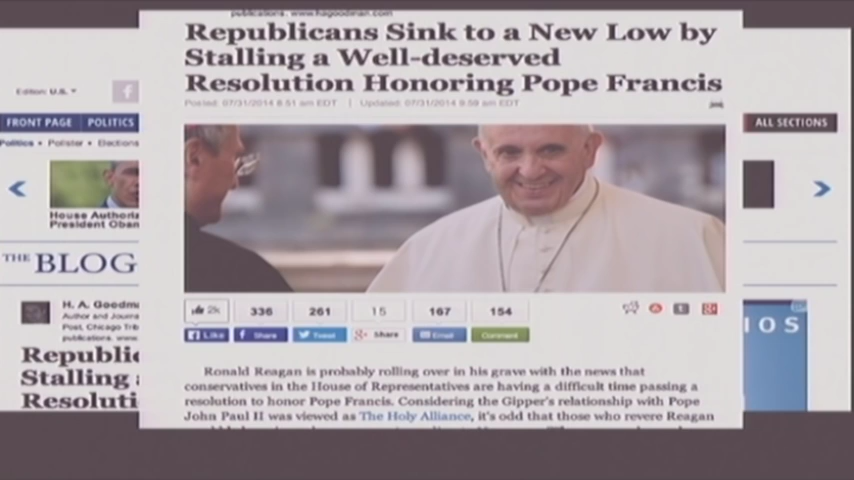 publications. www.hagoodman.com
Republicans Sink to a New Low by
Stalling a Well-deserved
Resolution Honoring Pope Francis
Posted: 07/31/2014 8:51 am EDT | Updated: 07/31/2014 8:59 am EDT
Edition: U.S.
f
FRONT PAGE POLITICS
ALL SECTIONS
Politics • Pollster • Elections
House Authoriz
President Oban
THE BLOG
2k 336 261 15 167 154
Like Share Tweet Share Email Comment
H. A. Goodma
Author and Journa
Post, Chicago Trib
publications. www.
Republic
Stalling
Resoluti
IOS
Ronald Reagan is probably rolling over in his grave with the news that
conservatives in the House of Representatives are having a difficult time passing a
resolution to honor Pope Francis. Considering the Gipper's relationship with Pope
John Paul II was viewed as The Holy Alliance, it's odd that those who revere Reagan